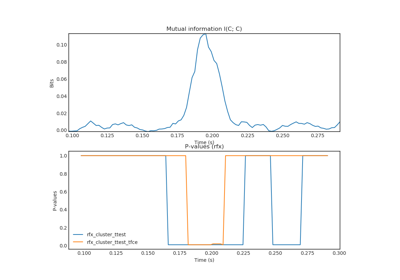 Mutual information I(C; C)
0.10
0.08
0.06
0.04
0.02
0.00
Bits
0.100 0.125 0.150 0.175 0.200 0.225 0.250 0.275
Time (s)
P-values (rfx)
1.0
0.8
0.6
0.4
0.2
0.0
P-values
rfx_cluster_ttest
rfx_cluster_ttest_tfce
0.100 0.125 0.150 0.175 0.200 0.225 0.250 0.275 0.300
Time (s)